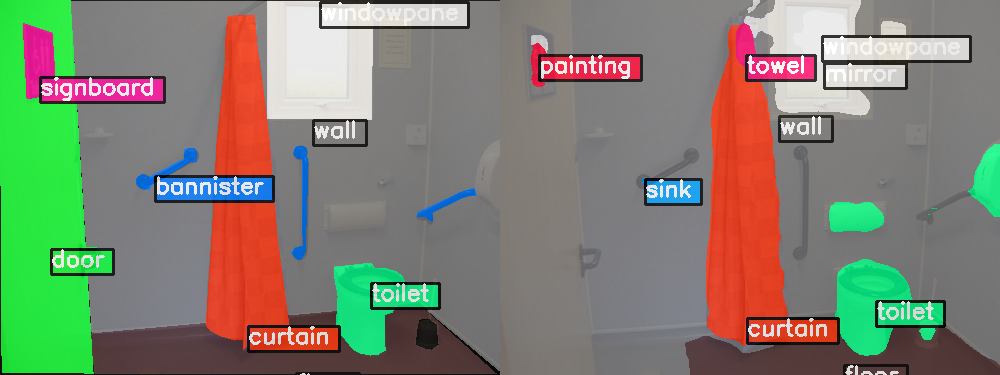 windowpane
signboard
wall
bannister
door
toilet
curtain
windowpane
painting
towel
mirror
wall
sink
toilet
curtain
floor